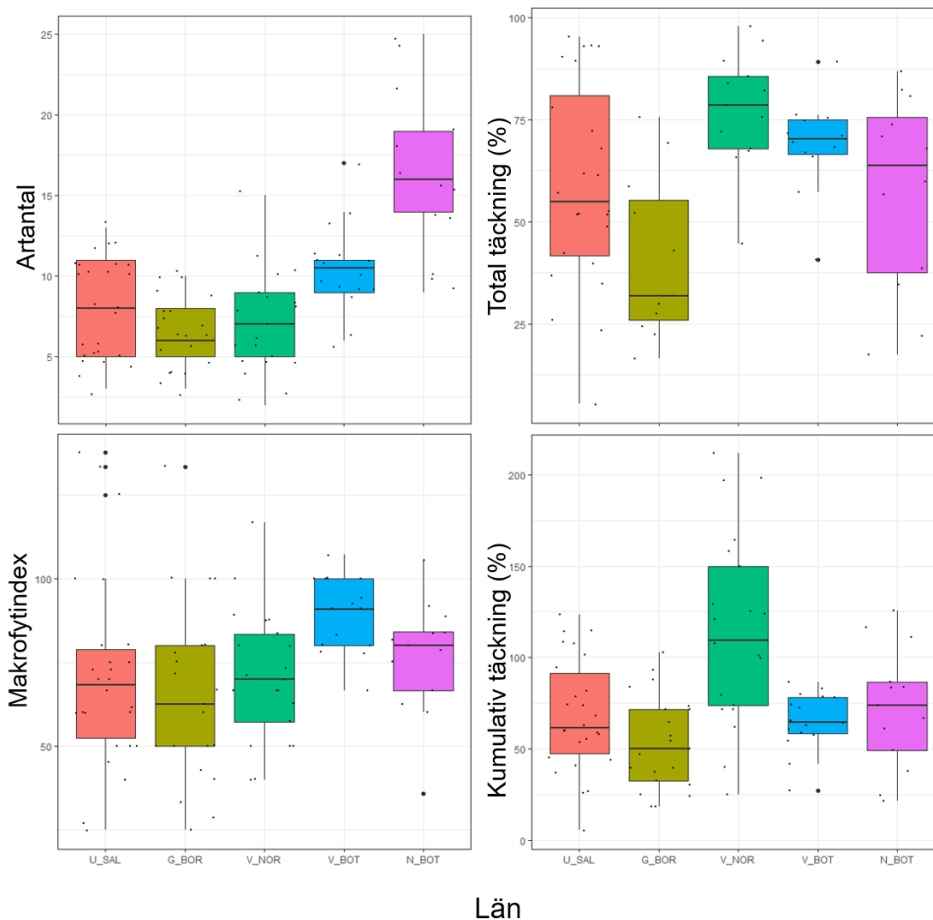 Artantal
25
20
15
10
5
Total täckning (%)
100
75
50
25
Makrofytindex
100
50
U_SAL G_BOR V_NOR V_BOT N_BOT
Kumulativ täckning (%)
200
150
100
50
0
U_SAL G_BOR V_NOR V_BOT N_BOT
Län